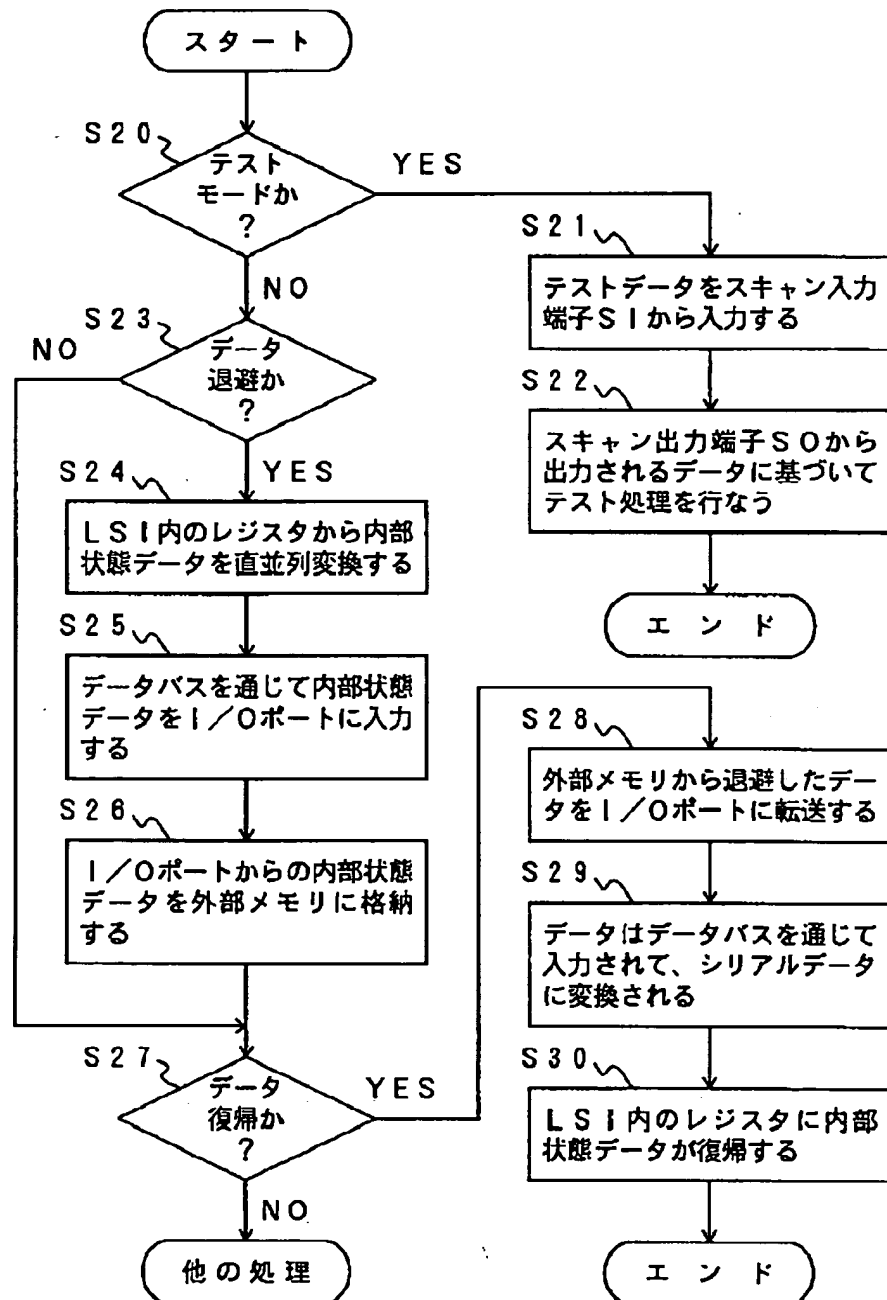 スタート
S20
テスト
モードか
?
YES
NO
S21
テストデータをスキャン入力
端子SIから入力する
S22
スキャン出力端子SOから
出力されるデータに基づいて
テスト処理を行なう
エンド
S23
データ
退避か
?
NO
YES
S24
LSI内のレジスタから内部
状態データを直並列変換する
S25
データバスを通じて内部状態
データをI/Oポートに入力
する
S26
I/Oポートからの内部状態
データを外部メモリに格納
する
S27
データ
復帰か
?
YES
NO
他の処理
S28
外部メモリから退避したデー
タをI/Oポートに転送する
S29
データはデータバスを通じて
入力されて、シリアルデータ
に変換される
S30
LSI内のレジスタに内部
状態データが復帰する
エンド